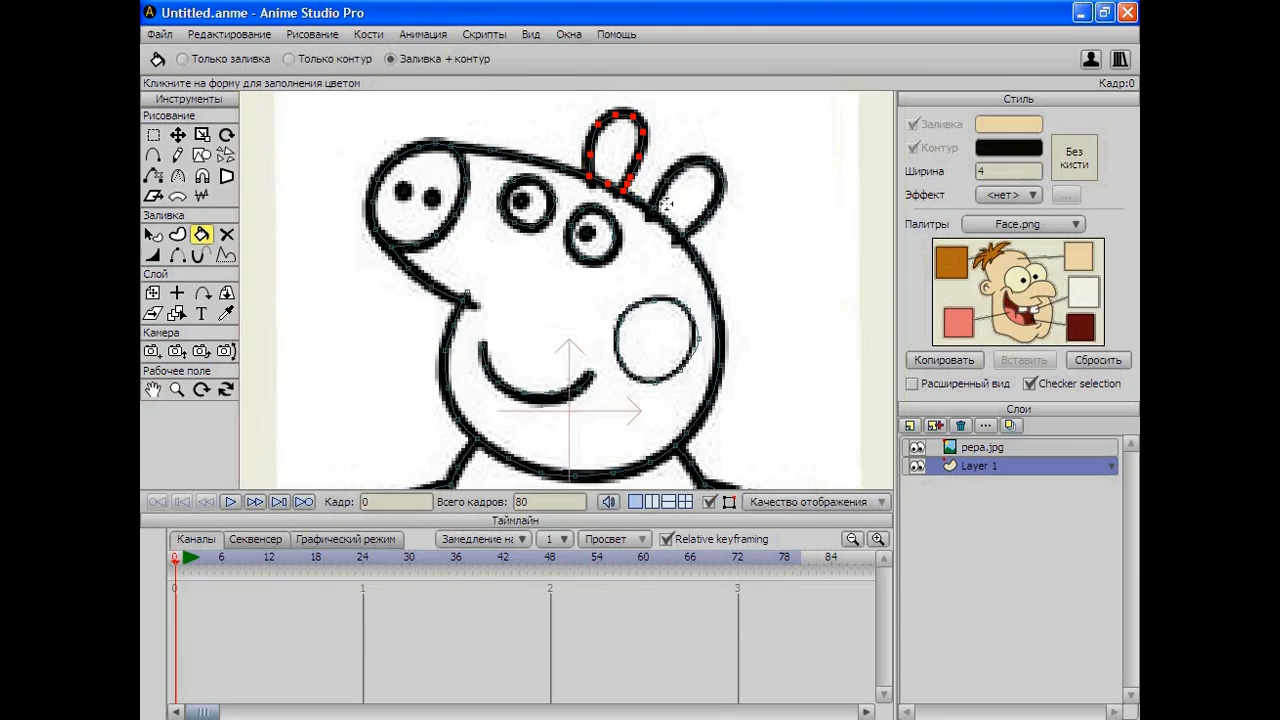 Untitled.anme - Anime Studio Pro
Файл Редактирование Рисование Кости Анимация Скрипты Вид Окна Помощь
Только заливка Только контур Заливка + контур
Кликните на форму для заполнения цветом Кадр:0
Инструменты
Рисование
Заливка
Слой
Камера
Рабочее поле
Стиль
Заливка
Контур
Без кисти
Ширина 4
Эффект <нет> ...
Палитры Face.png
Копировать Вставить Сбросить
Расширенный вид Checker selection
Слои
pepa.jpg
Layer 1
Кадр: 0 Всего кадров: 80 Качество отображения
Таймлайн
Каналы Секвенсер Графический режим Замедление на 1 Просвет Relative keyframing
0 6 12 18 24 30 36 42 48 54 60 66 72 78 84
0 1 2 3